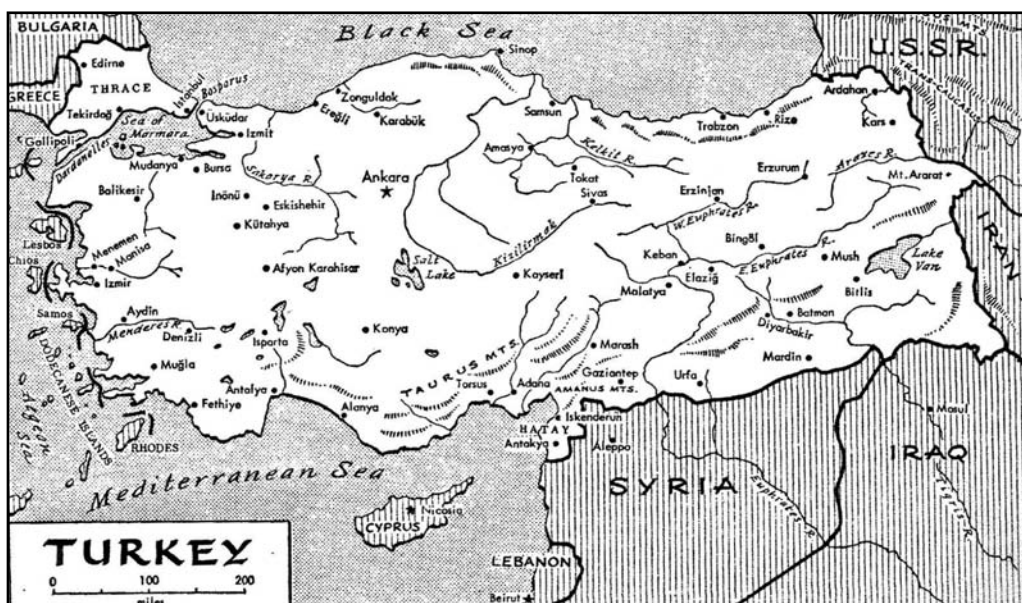 BULGARIA
Black Sea
Sinop
U.S.S.R.
TRANSCAUCASUS
MTS.
Edirne
THRACE
GREECE
Istanbul
Bosporus
Zonguldak
Ereğli
Karabük
Samsun
Ardahan
Kars
Tekirdağ
Sea of
Marmara
Üsküdar
Izmit
Trabzon
Rize
Gallipoli
Dardanelles
Mudanya
Bursa
Sakarya R.
Amasya
Kelkit R.
Tokat
Sivas
Erzurum
Araxes R.
Mt. Ararat
Balikesir
Inönü
Eskishehir
Ankara
Erzinjan
W. Euphrates R.
Kütahya
Kizilirmak
Bingöl
E. Euphrates R.
Mush
Lake
Van
IRAN
Lesbos
Menemen
Manisa
Chios
Izmir
Afyon Karahisar
Salt
Lake
Kayseri
Keban
Elaziğ
Malatya
Bitlis
Batman
Diyarbakir
Samos
Aydin
Menderes R.
Denizli
Isparta
Konya
Marash
Mardin
DODECANESE
ISLANDS
Muğla
TAURUS MTS.
Torsus
Adana
Gaziantep
AMANUS MTS.
Urfa
Antalya
Fethiye
Alanya
Iskenderun
HATAY
Antakya
Aleppo
Mosul
Aegean
Sea
RHODES
Mediterranean Sea
SYRIA
IRAQ
Euphrates R.
Tigris R.
Nicosia
CYPRUS
LEBANON
Beirut
TURKEY
0 100 200
miles